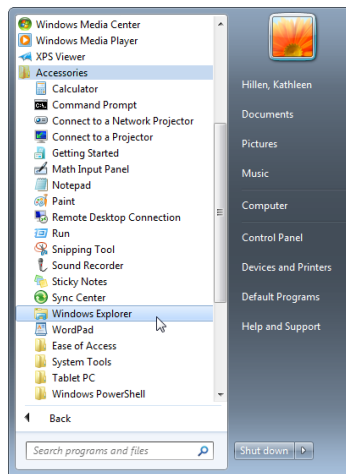 Windows Media Center
Windows Media Player
XPS Viewer
Accessories
Calculator
Command Prompt
Connect to a Network Projector
Connect to a Projector
Getting Started
Math Input Panel
Notepad
Paint
Remote Desktop Connection
Run
Snipping Tool
Sound Recorder
Sticky Notes
Sync Center
Windows Explorer
WordPad
Ease of Access
System Tools
Tablet PC
Windows PowerShell
Back
Search programs and files
Hillen, Kathleen
Documents
Pictures
Music
Computer
Control Panel
Devices and Printers
Default Programs
Help and Support
Shut down